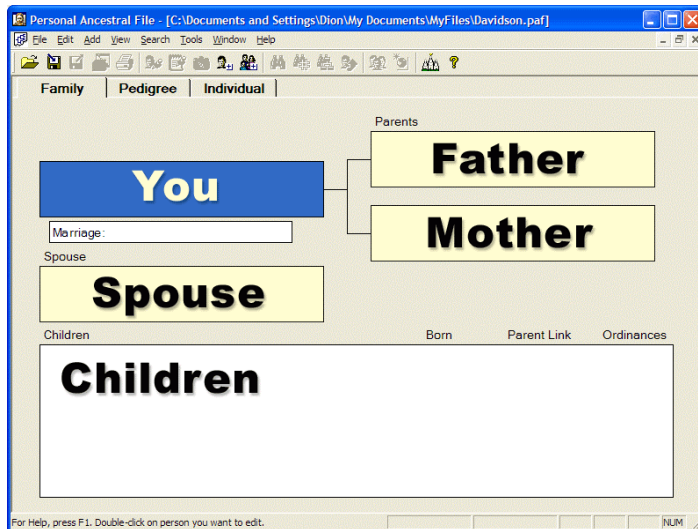 Personal Ancestral File - [C:\Documents and Settings\Dion\My Documents\MyFiles\Davidson.paf]
File Edit Add View Search Tools Window Help
Family Pedigree Individual
Parents
Father
You
Mother
Marriage:
Spouse
Spouse
Children Born Parent Link Ordinances
Children
For Help, press F1. Double-click on person you want to edit. NUM